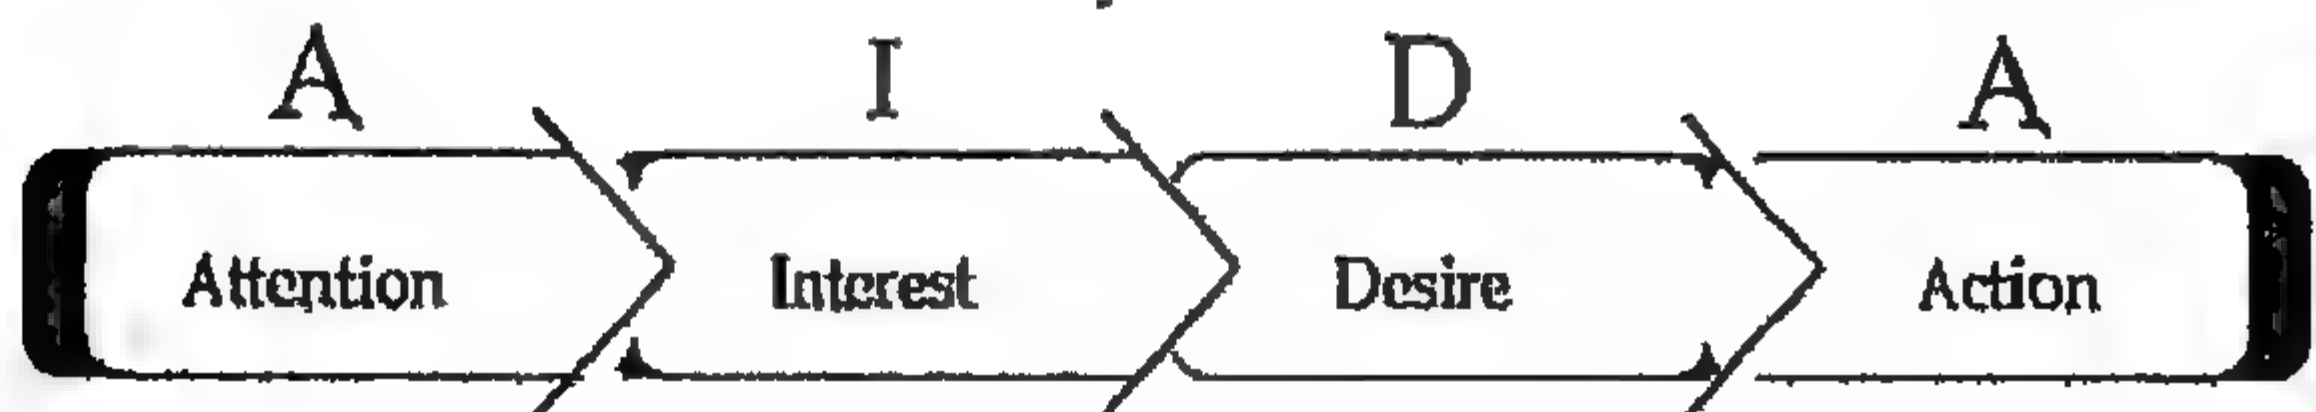 A I D A
Attention Interest Desire Action